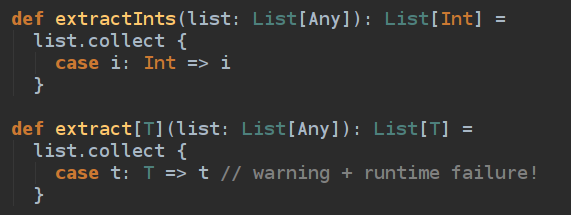 def extractInts(list: List[Any]): List[Int] =
  list.collect {
    case i: Int => i
  }

def extract[T](list: List[Any]): List[T] =
  list.collect {
    case t: T => t // warning + runtime failure!
  }